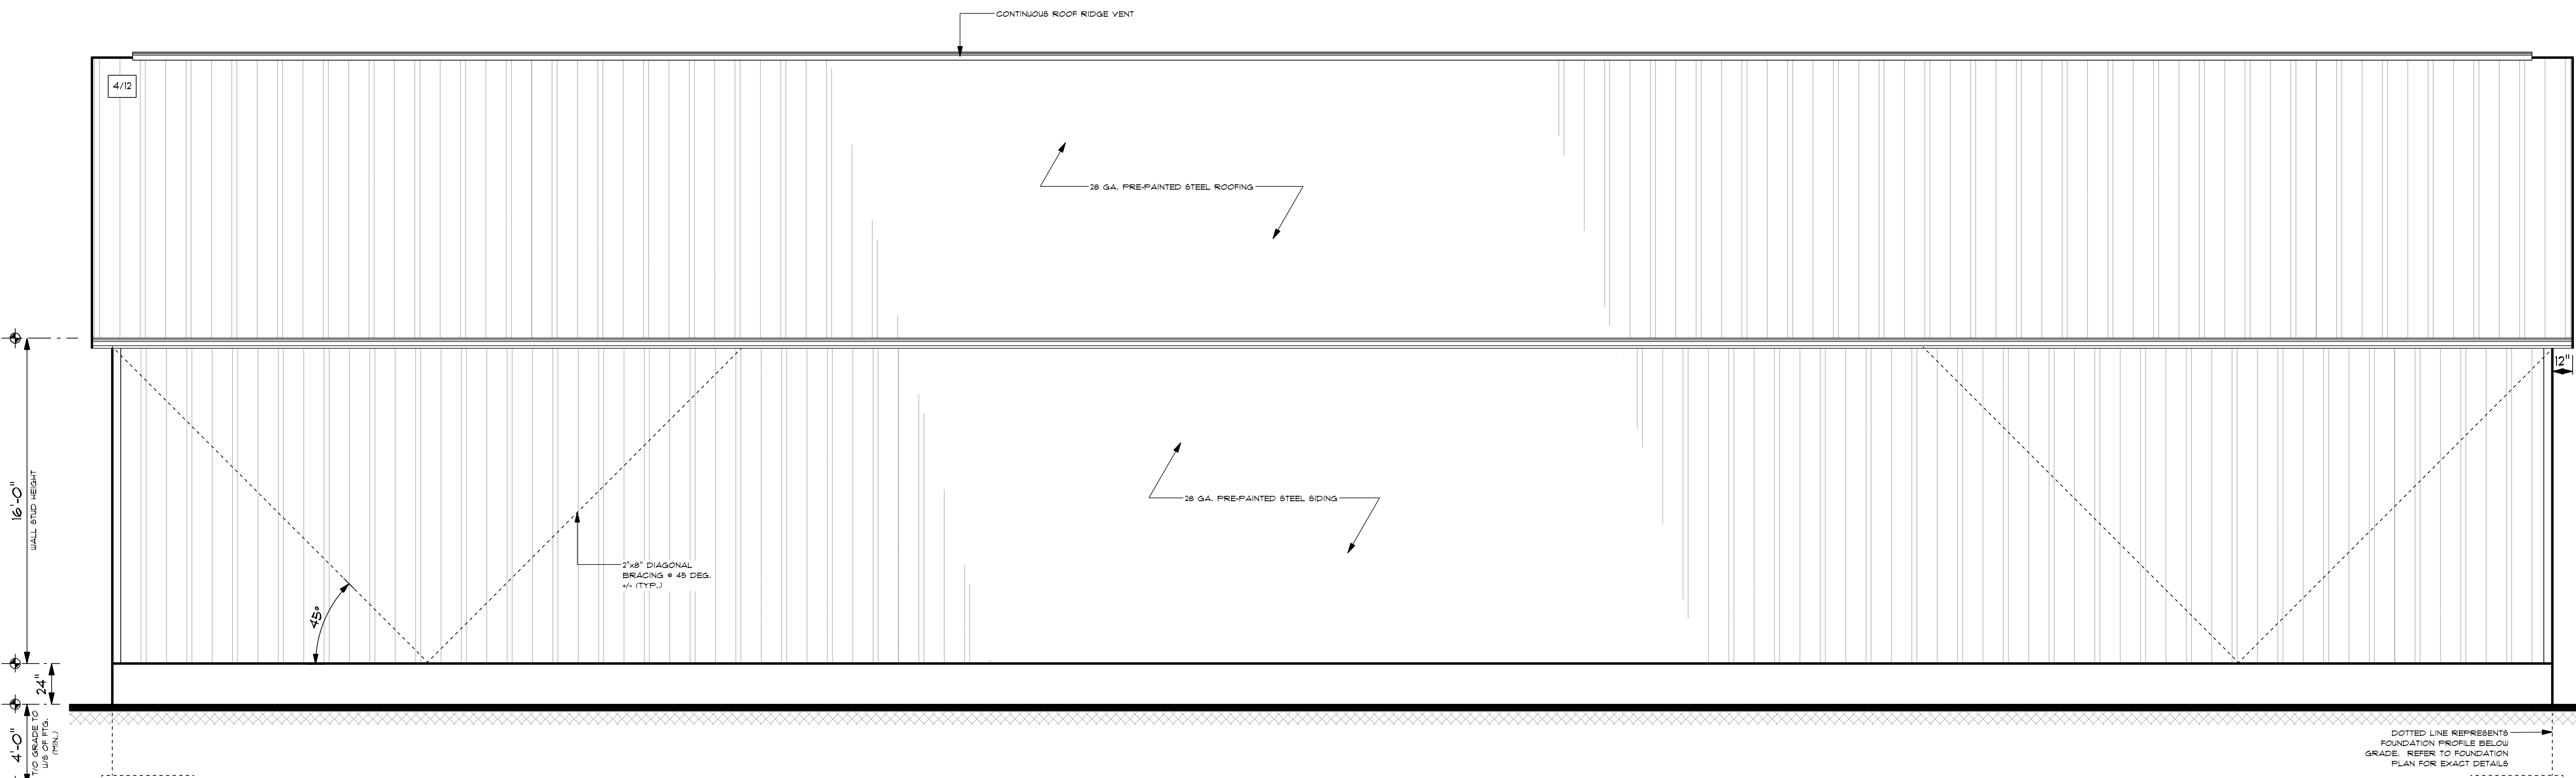 CONTINUOUS ROOF RIDGE VENT
4/12
28 GA. PRE-PAINTED STEEL ROOFING
12"
16'-0"
WALL STUD HEIGHT
28 GA. PRE-PAINTED STEEL SIDING
2"x8" DIAGONAL
BRACING @ 45 DEG.
+/- (TYP.)
45°
24"
4'-0"
T/O GRADE TO
U/S OF FTG.
(MIN.)
DOTTED LINE REPRESENTS
FOUNDATION PROFILE BELOW
GRADE. REFER TO FOUNDATION
PLAN FOR EXACT DETAILS